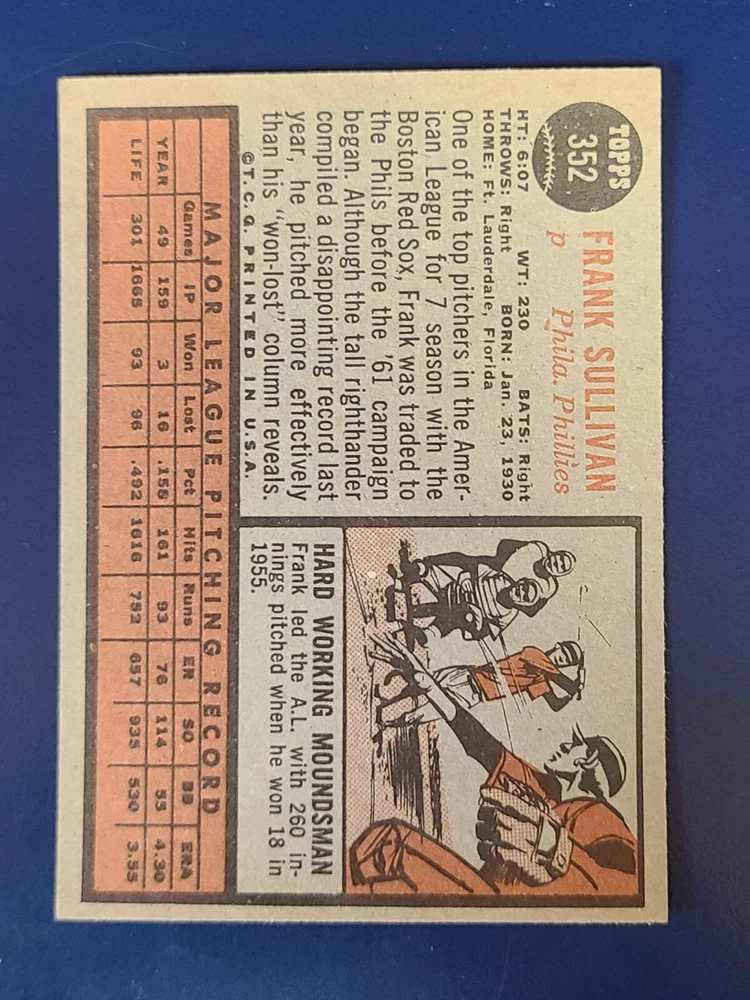 TOPPS
352
FRANK SULLIVAN
p Phila. Phillies
HT: 6:07 WT: 230 BATS: Right
THROWS: Right BORN: Jan. 23, 1930
HOME: Ft. Lauderdale, Florida
One of the top pitchers in the Amer-
ican League for 7 season with the
Boston Red Sox, Frank was traded to
the Phils before the '61 campaign
began. Although the tall righthander
compiled a disappointing record last
year, he pitched more effectively
than his "won-lost" column reveals.
©T.C.G. PRINTED IN U.S.A.
HARD WORKING MOUNDSMAN
Frank led the A.L. with 260 in-
nings pitched when he won 18 in
1955.
MAJOR LEAGUE PITCHING RECORD
Games IP Won Lost Pct Hits Runs ER SO BB ERA
YEAR 49 159 3 16 .158 161 93 76 114 55 4.30
LIFE 301 1665 93 96 .492 1616 752 657 935 530 3.55